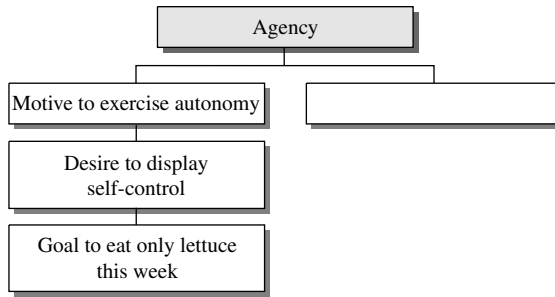 Agency
Motive to exercise autonomy
Desire to display
self-control
Goal to eat only lettuce
this week